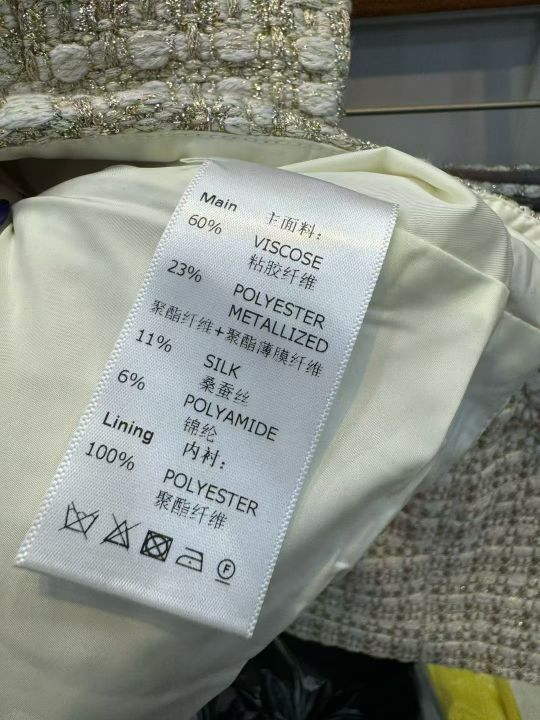 Main 主面料:
60% VISCOSE
粘胶纤维
23% POLYESTER
METALLIZED
聚酯纤维+聚酯薄膜纤维
11% SILK
桑蚕丝
6% POLYAMIDE
锦纶
Lining 内衬:
100% POLYESTER
聚酯纤维
F